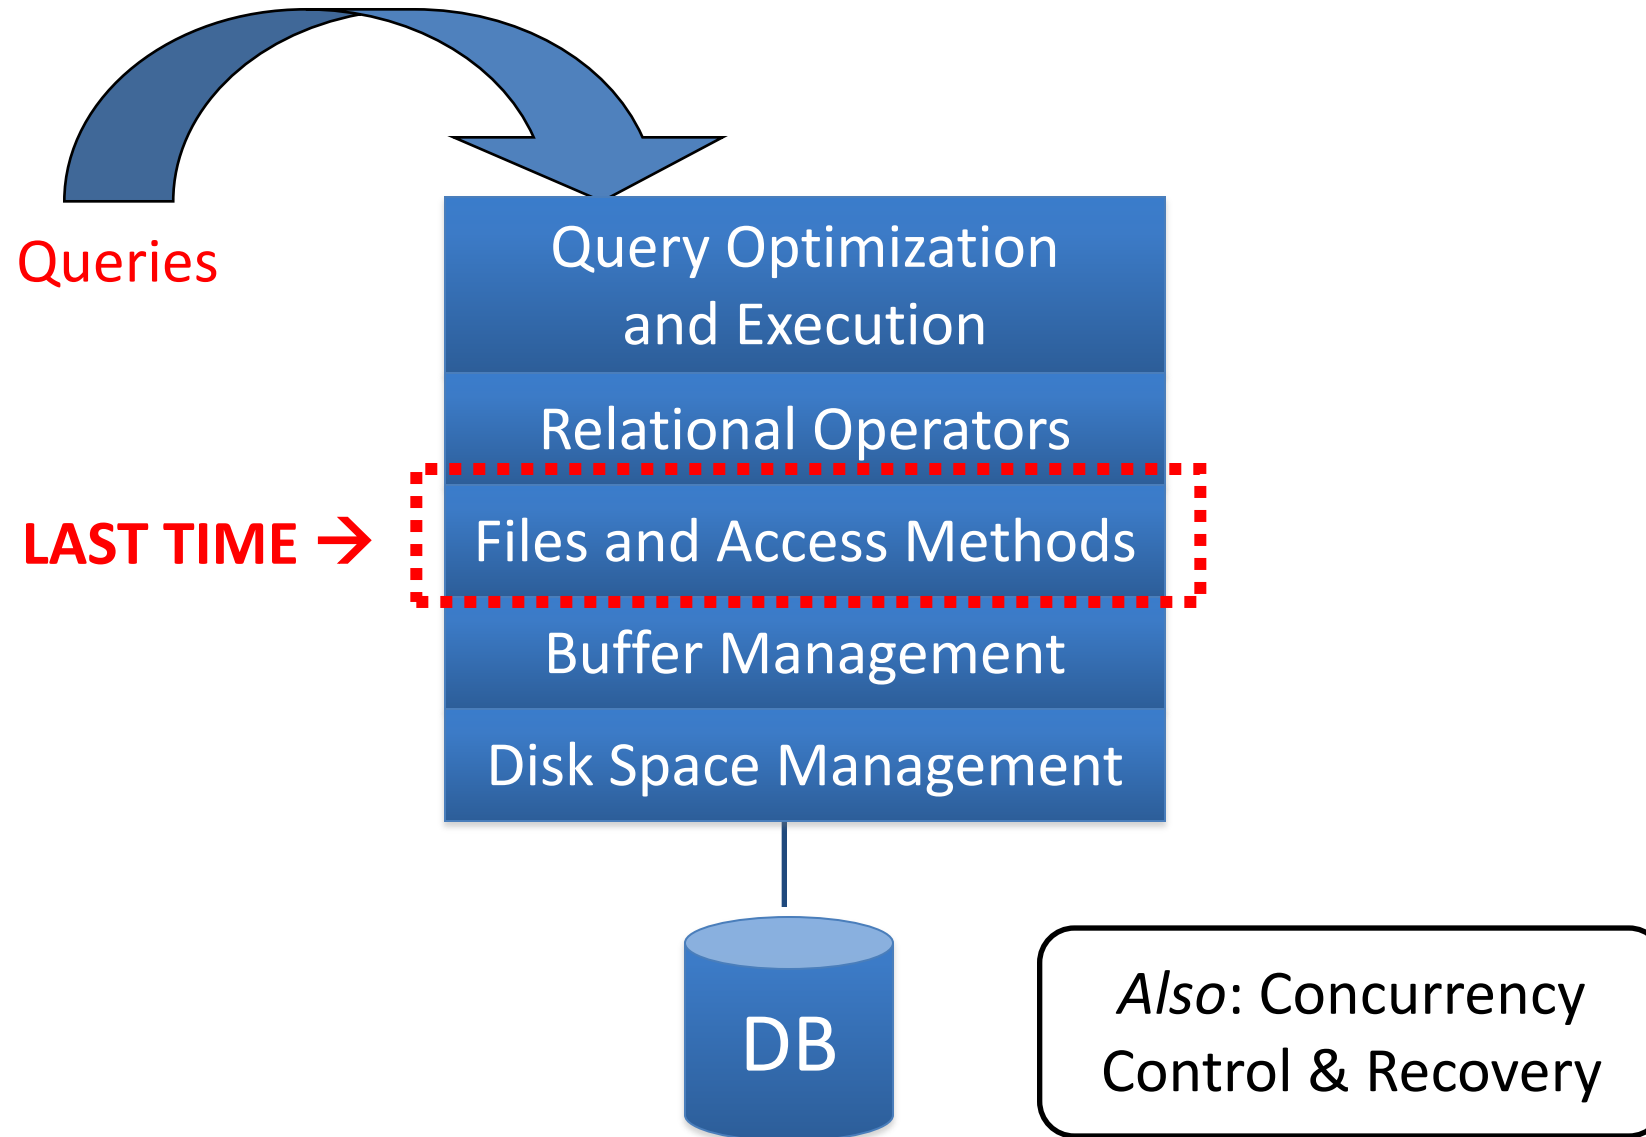 Queries
Query Optimization
and Execution
Relational Operators
LAST TIME →
Files and Access Methods
Buffer Management
Disk Space Management
DB
Also: Concurrency
Control & Recovery